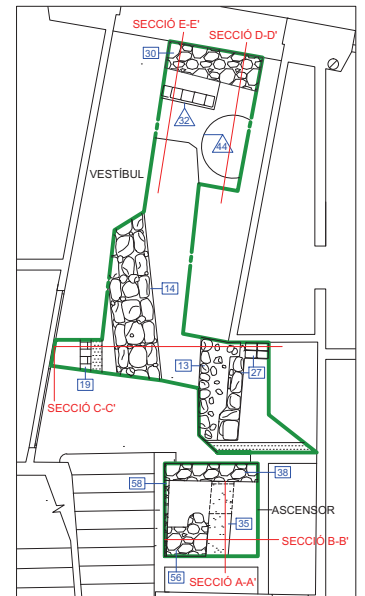 SECCIÓ E-E'
SECCIÓ D-D'
30
32
44
VESTÍBUL
14
13
27
19
SECCIÓ C-C'
38
58
35
ASCENSOR
SECCIÓ B-B'
56
SECCIÓ A-A'